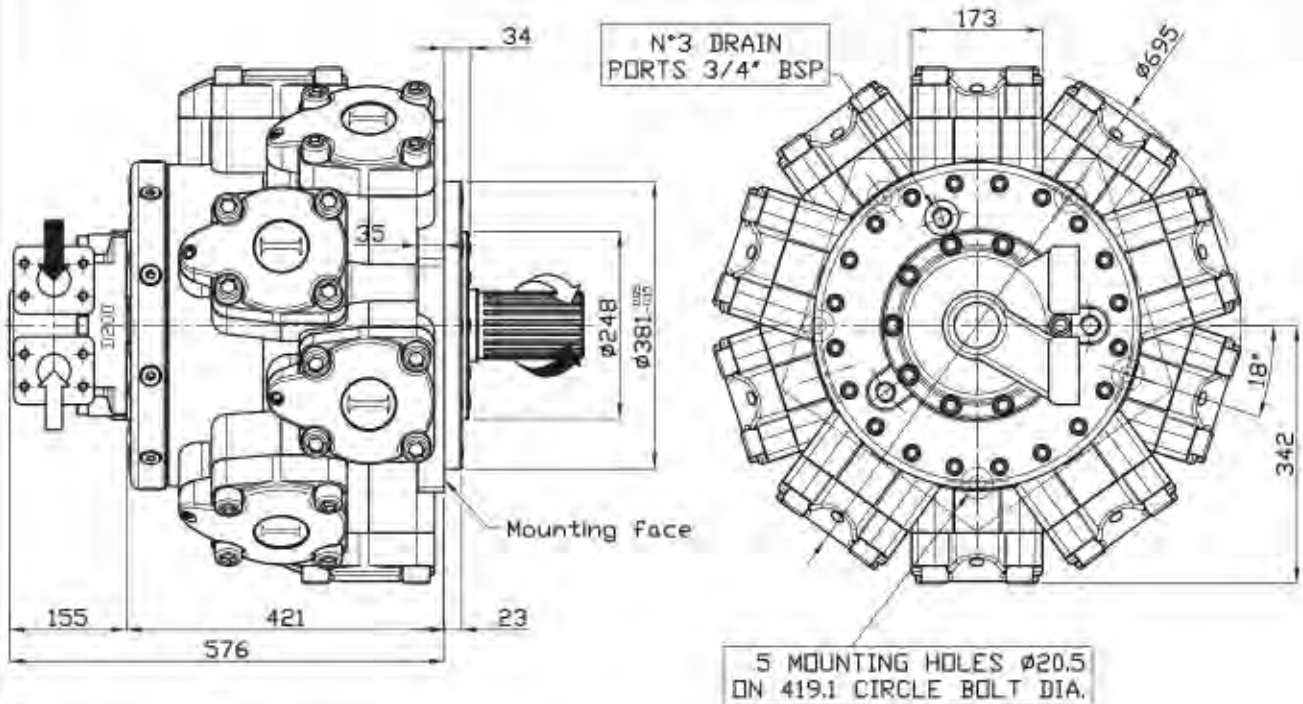 34
N°3 DRAIN
PORTS 3/4" BSP
173
Ø695
35
Ø248
Ø381
18°
342
Mounting face
155
421
23
576
5 MOUNTING HOLES Ø20.5
ON 419.1 CIRCLE BOLT DIA.